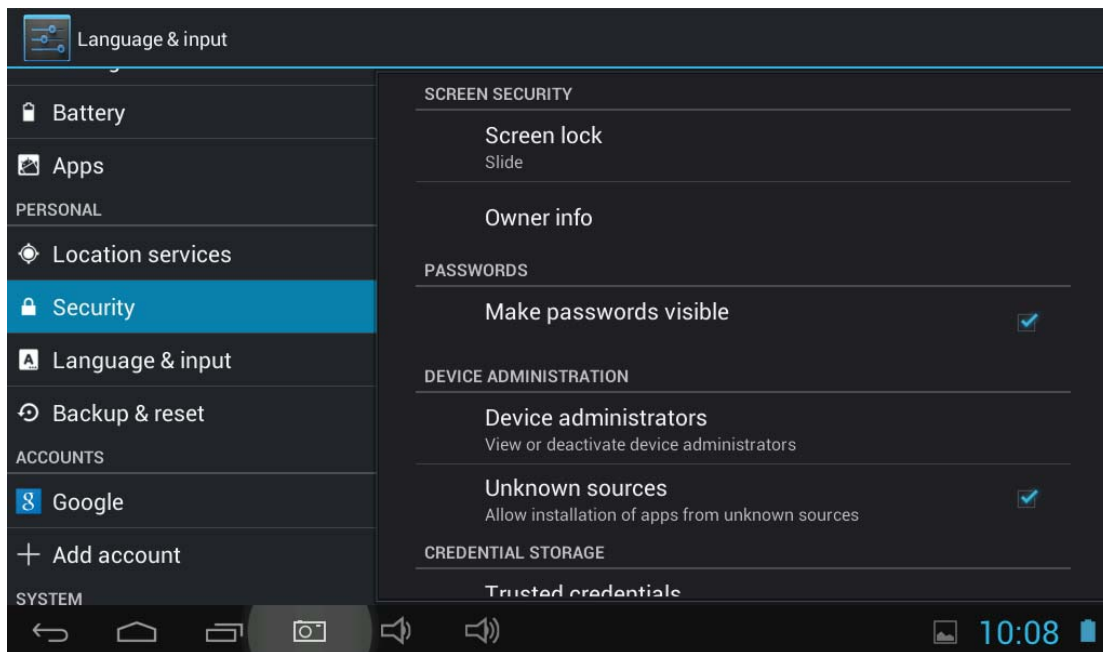 Language & input
Battery
Apps
PERSONAL
Location services
Security
Language & input
Backup & reset
ACCOUNTS
Google
Add account
SYSTEM
SCREEN SECURITY
Screen lock
Slide
Owner info
PASSWORDS
Make passwords visible
DEVICE ADMINISTRATION
Device administrators
View or deactivate device administrators
Unknown sources
Allow installation of apps from unknown sources
CREDENTIAL STORAGE
Trusted credentials
10:08